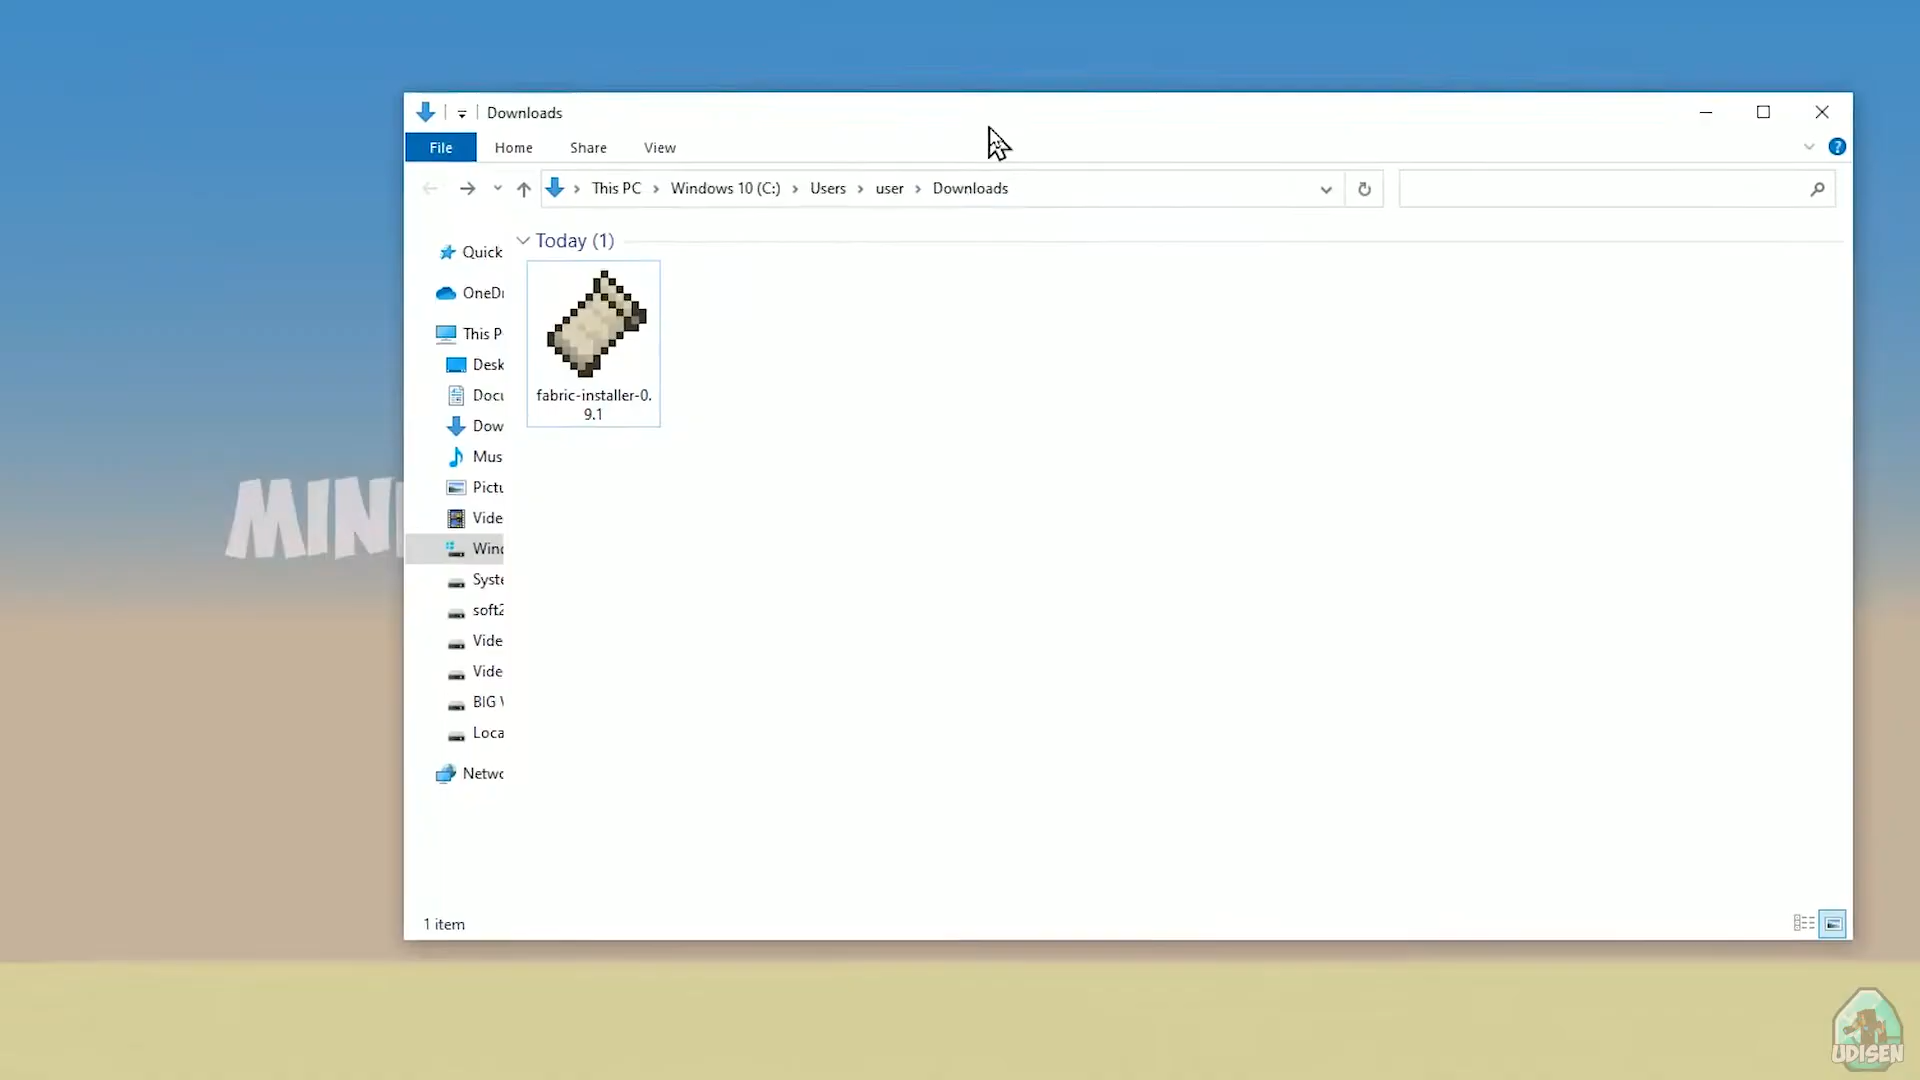 Downloads
File Home Share View
This PC Windows 10 (C:) Users user Downloads
Today (1)
Quick
OneDr
This P
Desk
Docu
Dow
Mus
Pictu
Vide
Wind
Syste
soft2
Vide
Vide
BIG
Loca
Netwo
fabric-installer-0.
9.1
MIN
1 item
UDISEN